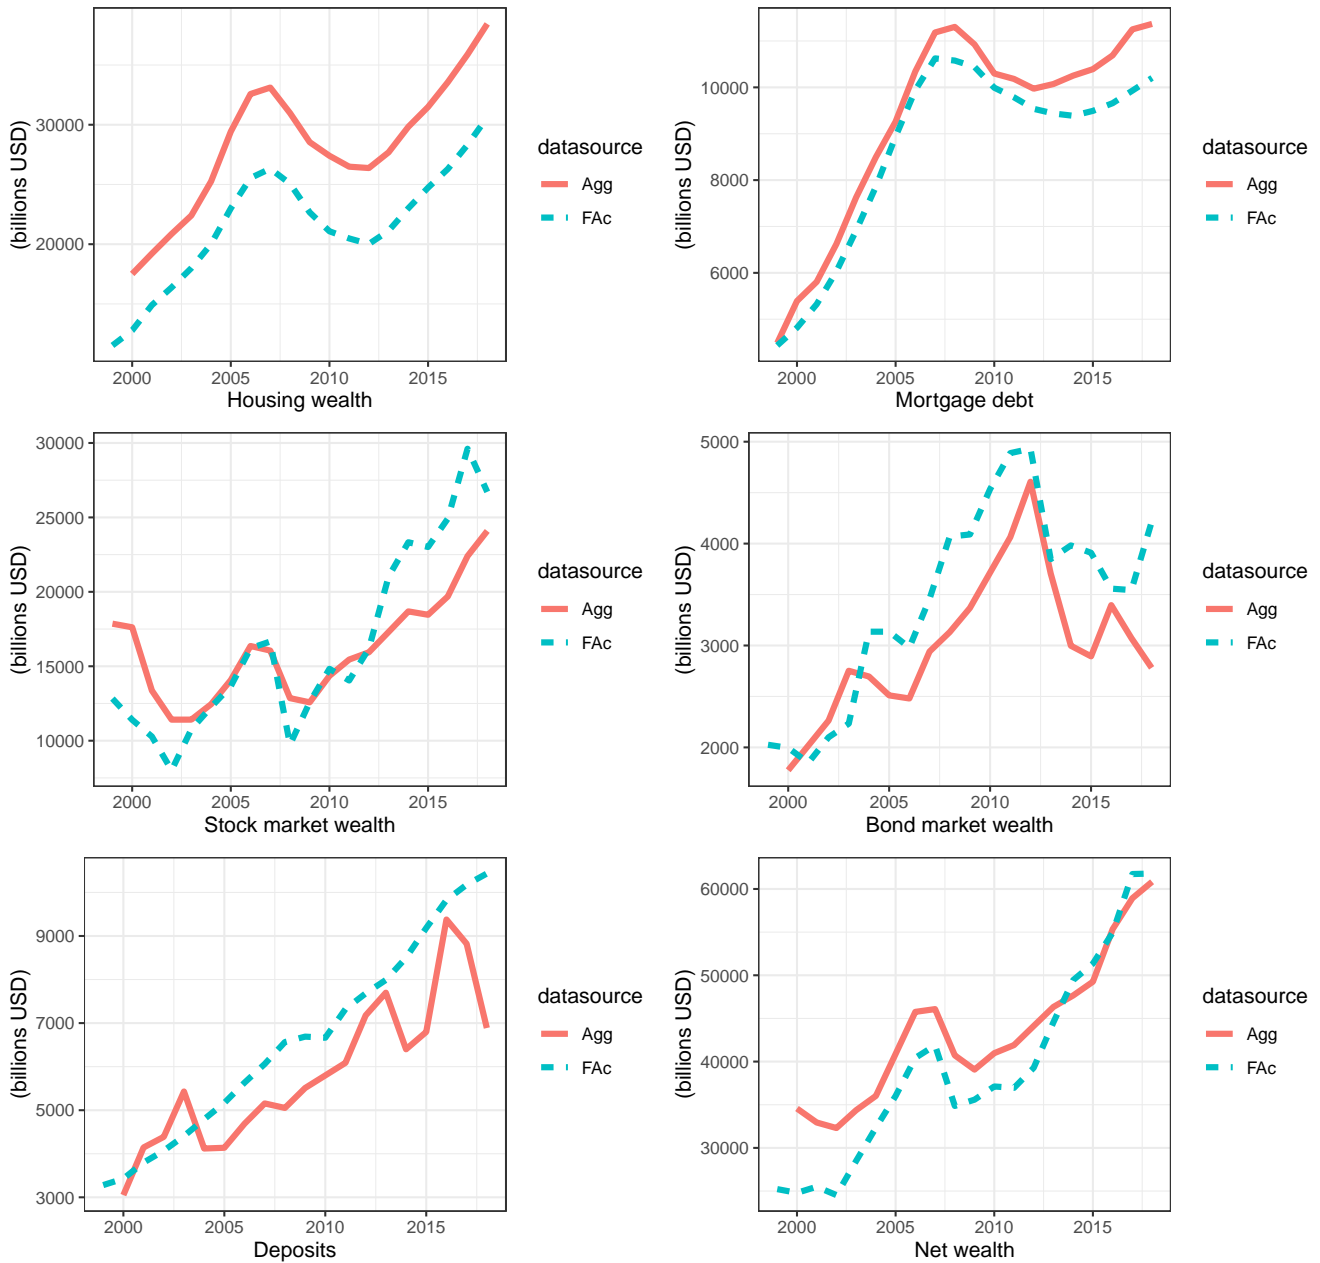 (billions USD)
30000
20000
2000
2005
2010
2015
Housing wealth
datasource
Agg
FAc
(billions USD)
10000
8000
6000
2000
2005
2010
2015
Mortgage debt
datasource
Agg
FAc
(billions USD)
30000
25000
20000
15000
10000
2000
2005
2010
2015
Stock market wealth
datasource
Agg
FAc
(billions USD)
5000
4000
3000
2000
2000
2005
2010
2015
Bond market wealth
datasource
Agg
FAc
(billions USD)
9000
7000
5000
3000
2000
2005
2010
2015
Deposits
datasource
Agg
FAc
(billions USD)
60000
50000
40000
30000
2000
2005
2010
2015
Net wealth
datasource
Agg
FAc